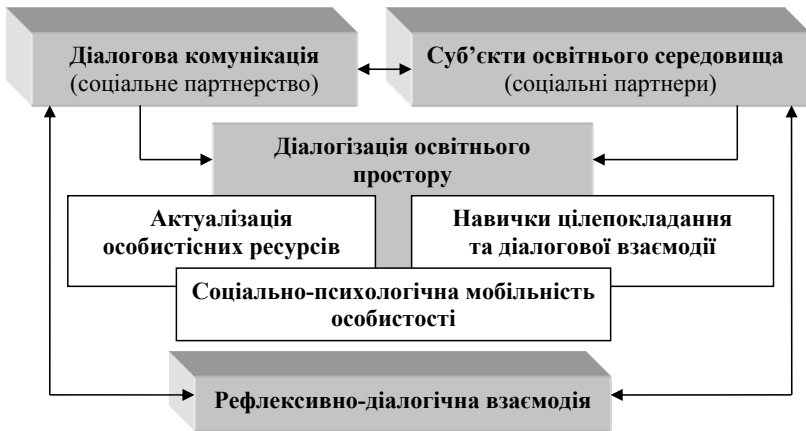 Діалогова комунікація
(соціальне партнерство)
Суб’єкти освітнього середовища
(соціальні партнери)
Діалогізація освітнього
простору
Актуалізація
особистісних ресурсів
Навички цілепокладання
та діалогової взаємодії
Соціально-психологічна мобільність
особистості
Рефлексивно-діалогічна взаємодія